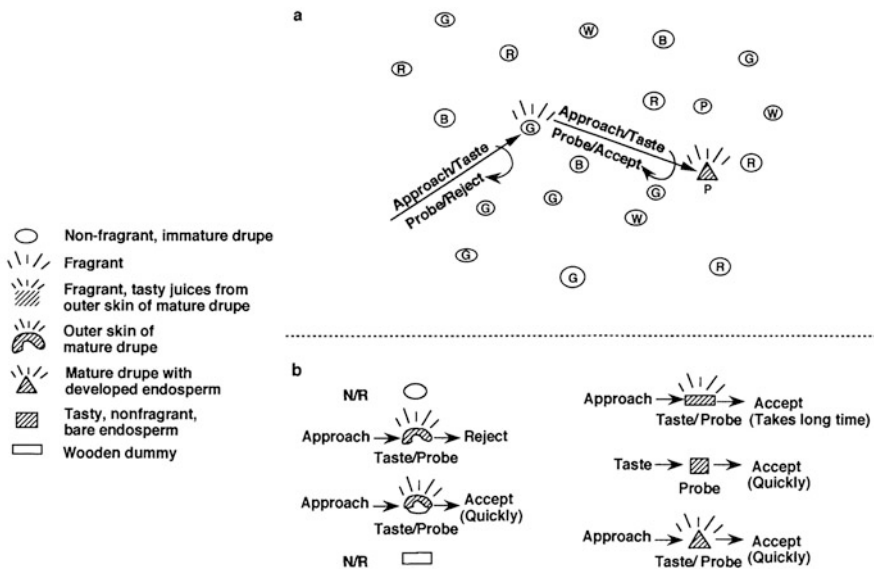 a
G
W
B
G
R
R
R
P
W
B
G
Approach/Taste
Probe/Accept
Approach/Taste
Probe/Reject
B
R
P
G
G
G
W
G
G
R
Non-fragrant, immature drupe
Fragrant
Fragrant, tasty juices from
outer skin of mature drupe
Outer skin of
mature drupe
Mature drupe with
developed endosperm
Tasty, nonfragrant,
bare endosperm
Wooden dummy
b
N/R
Approach
Reject
Taste/Probe
Approach
Accept
(Quickly)
Taste/Probe
N/R
Approach
Accept
Taste/Probe
(Takes long time)
Taste
Accept
(Quickly)
Probe
Approach
Accept
Taste/Probe
(Quickly)